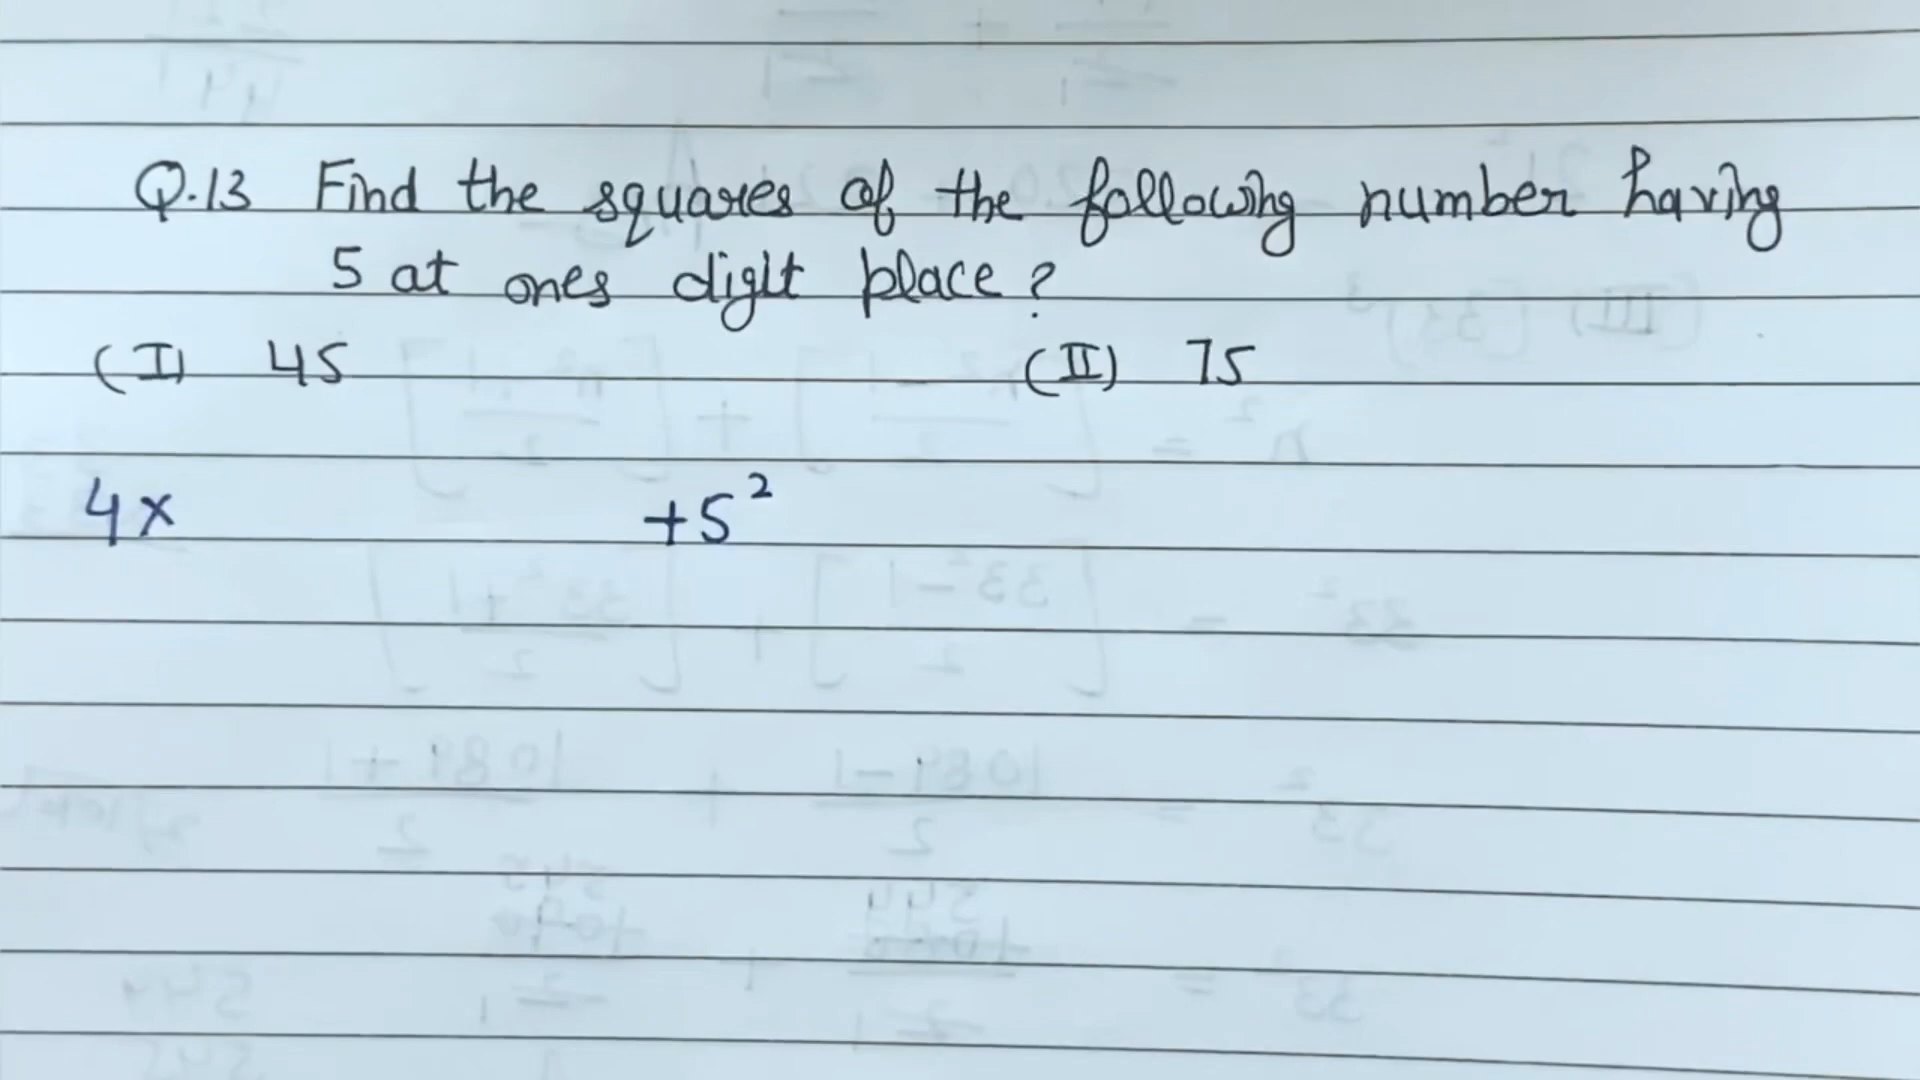 Q.13 Find the squares of the following number having
5 at ones digit place?
(I) 45 (II) 75
4x +5²